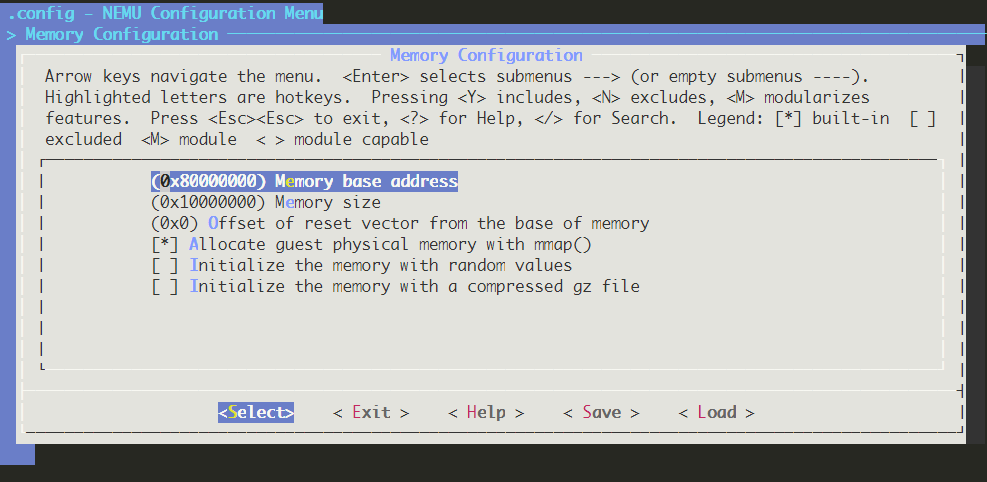 .config - NEMU Configuration Menu
> Memory Configuration
Memory Configuration
Arrow keys navigate the menu.  <Enter> selects submenus ---> (or empty submenus ----).
Highlighted letters are hotkeys.  Pressing <Y> includes, <N> excludes, <M> modularizes
features.  Press <Esc><Esc> to exit, <?> for Help, </> for Search.  Legend: [*] built-in  [ ]
excluded  <M> module  < > module capable
(0x80000000) Memory base address
(0x10000000) Memory size
(0x0) Offset of reset vector from the base of memory
[*] Allocate guest physical memory with mmap()
[ ] Initialize the memory with random values
[ ] Initialize the memory with a compressed gz file
<Select>    < Exit >    < Help >    < Save >    < Load >